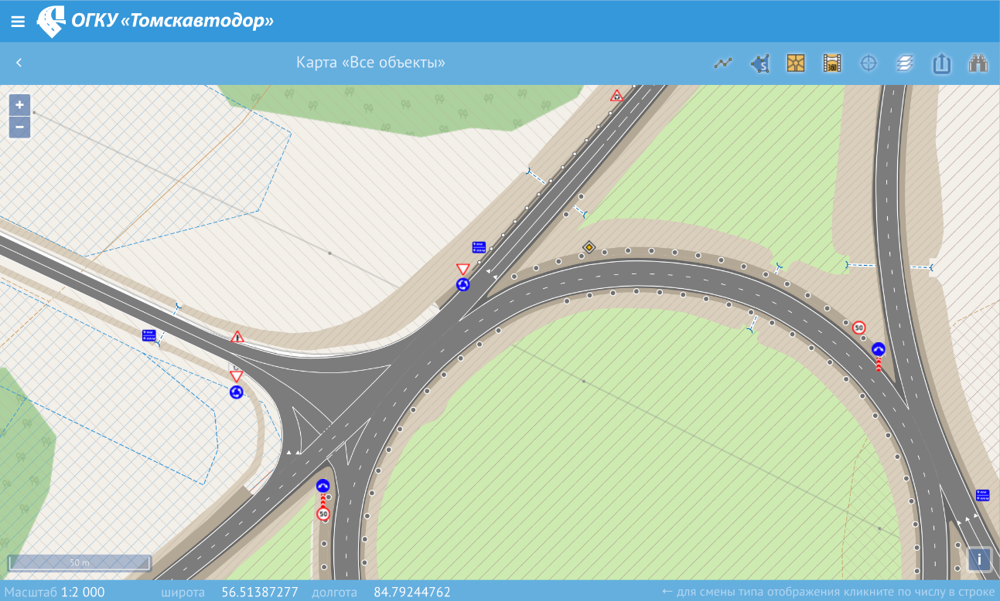 ОГКУ «Томскавтодор»
Карта «Все объекты»
S
360
+
−
50
50
50 m
i
Масштаб 1:2 000
широта 56.51387277 долгота 84.79244762
← для смены типа отображения кликните по числу в строке